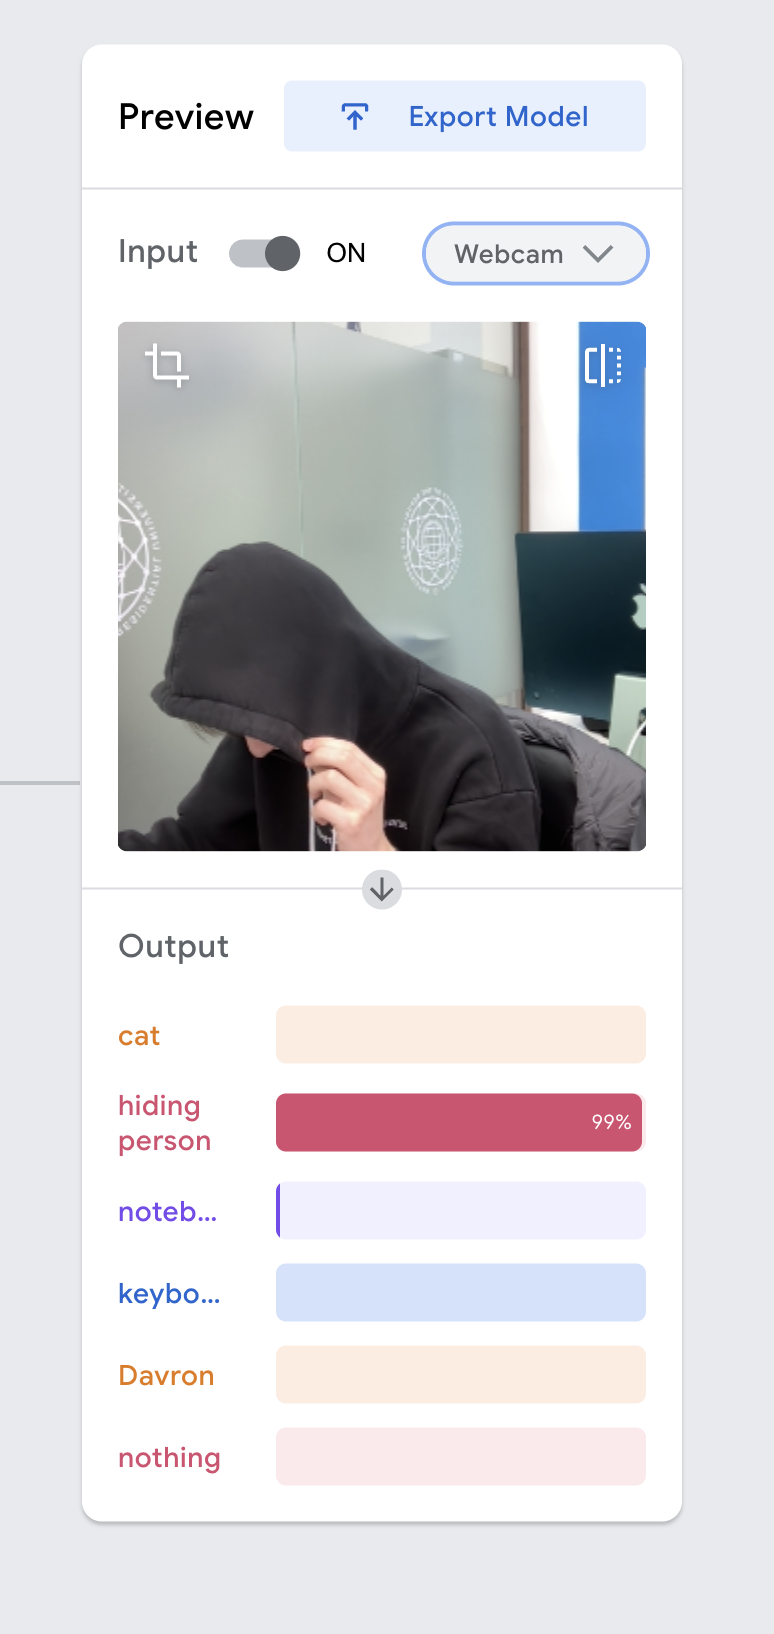 Preview
Export Model
Input
ON
Webcam
Output
cat
hiding
person
99%
noteb...
keybo...
Davron
nothing